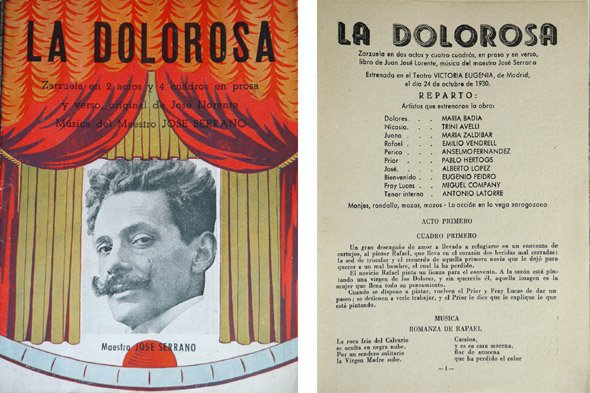 LA DOLOROSA
Zarzuela en 2 actos y 4 cuadros en prosa
y verso, original de José Llorente
Música del Maestro JOSE SERRANO
Maestro JOSE SERRANO
LA DOLOROSA
Zarzuela en dos actos y cuatro cuadros, en prosa y en verso,
libro de Juan José Lorente, música del maestro José Serrano
Estrenada en el Teatro VICTORIA EUGENIA, de Madrid,
el día 24 de octubre de 1930.
REPARTO:
Artistas que estrenaron la obra:
Dolores. . . MARIA BADIA
Nicasia. . . TRINI AVELLI
Juana . . . MARIA ZALDIBAR
Rafael . . . EMILIO VENDRELL
Perico . . . ANSELMO FERNANDEZ
Prior . . . PABLO HERTOGS
José. . . . ALBERTO LOPEZ
Bienvenido . . EUGENIO PEIDRO
Fray Lucas . . MIGUEL COMPANY
Tenor interno . ANTONIO LATORRE
Monjes, rondalla, mozas, mozos - La acción en la vega zaragozana
ACTO PRIMERO
CUADRO PRIMERO
Un gran desengaño de amor a llevado a refugiarse en un convento de
cartujos, al pintor Rafael, que lleva en el corazón dos heridas mal cerradas:
la sed de triunfar y el recuerdo de aquella primera novia que le dejó para
querer a un mal hombre, el cual la ha perdido.
El novicio Rafael pinta un lienzo para el convento. A la sazón está pin-
tando una virgen de los Dolores, y sin quererlo él, aquella imagen es la
mujer que llena todo su pensamiento.
Cuando se dispone a pintar, vuelven el Prior y Fray Lucas de dar un
paseo; se detienen a verle trabajar, y el Prior le dice que le explique lo que
está pintando.
MUSICA
ROMANZA DE RAFAEL
La roca fría del Calvario
se oculta en negra nube.
Por un sendero solitario
la Virgen Madre sube.
Camina,
y es su cara morena,
flor de azucena
que ha perdido el color
— 1 —